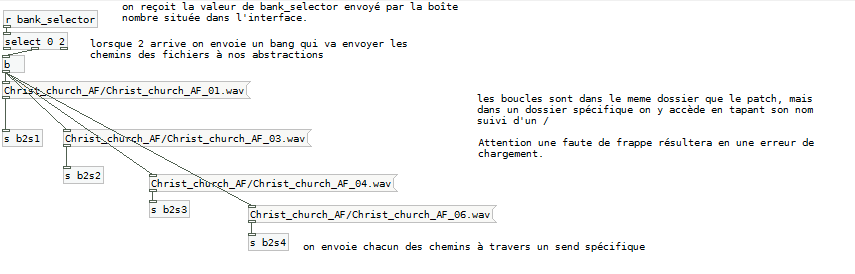 on reçoit la valeur de bank_selector envoyé par la boîte
nombre située dans l'interface.
r bank_selector
select 0 2
lorsque 2 arrive on envoie un bang qui va envoyer les
chemins des fichiers à nos abstractions
b
Christ_church_AF/Christ_church_AF_01.wav
les boucles sont dans le meme dossier que le patch, mais
dans un dossier spécifique on y accède en tapant son nom
suivi d'un /
s b2s1
Christ_church_AF/Christ_church_AF_03.wav
Attention une faute de frappe résultera en une erreur de
chargement.
s b2s2
Christ_church_AF/Christ_church_AF_04.wav
s b2s3
Christ_church_AF/Christ_church_AF_06.wav
s b2s4
on envoie chacun des chemins à travers un send spécifique